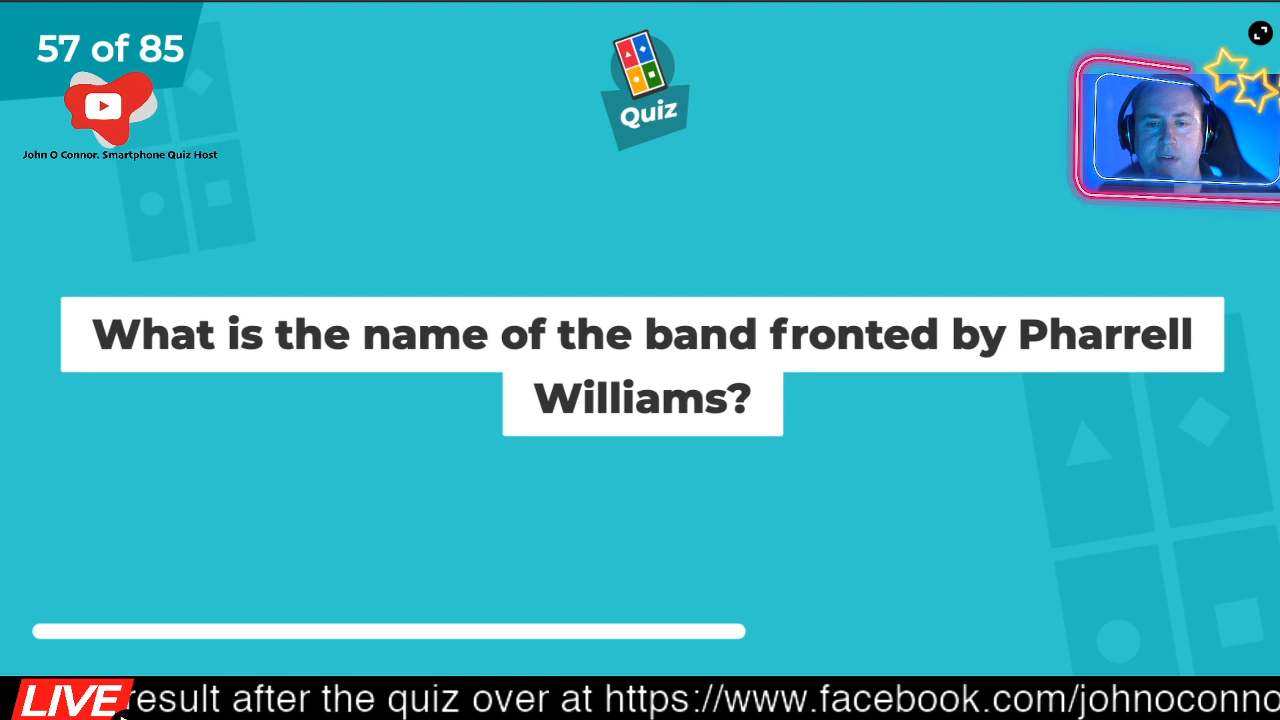 57 of 85
John O Connor. Smartphone Quiz Host
Quiz
What is the name of the band fronted by Pharrell
Williams?
LIVE
result after the quiz over at https://www.facebook.com/johnoconno